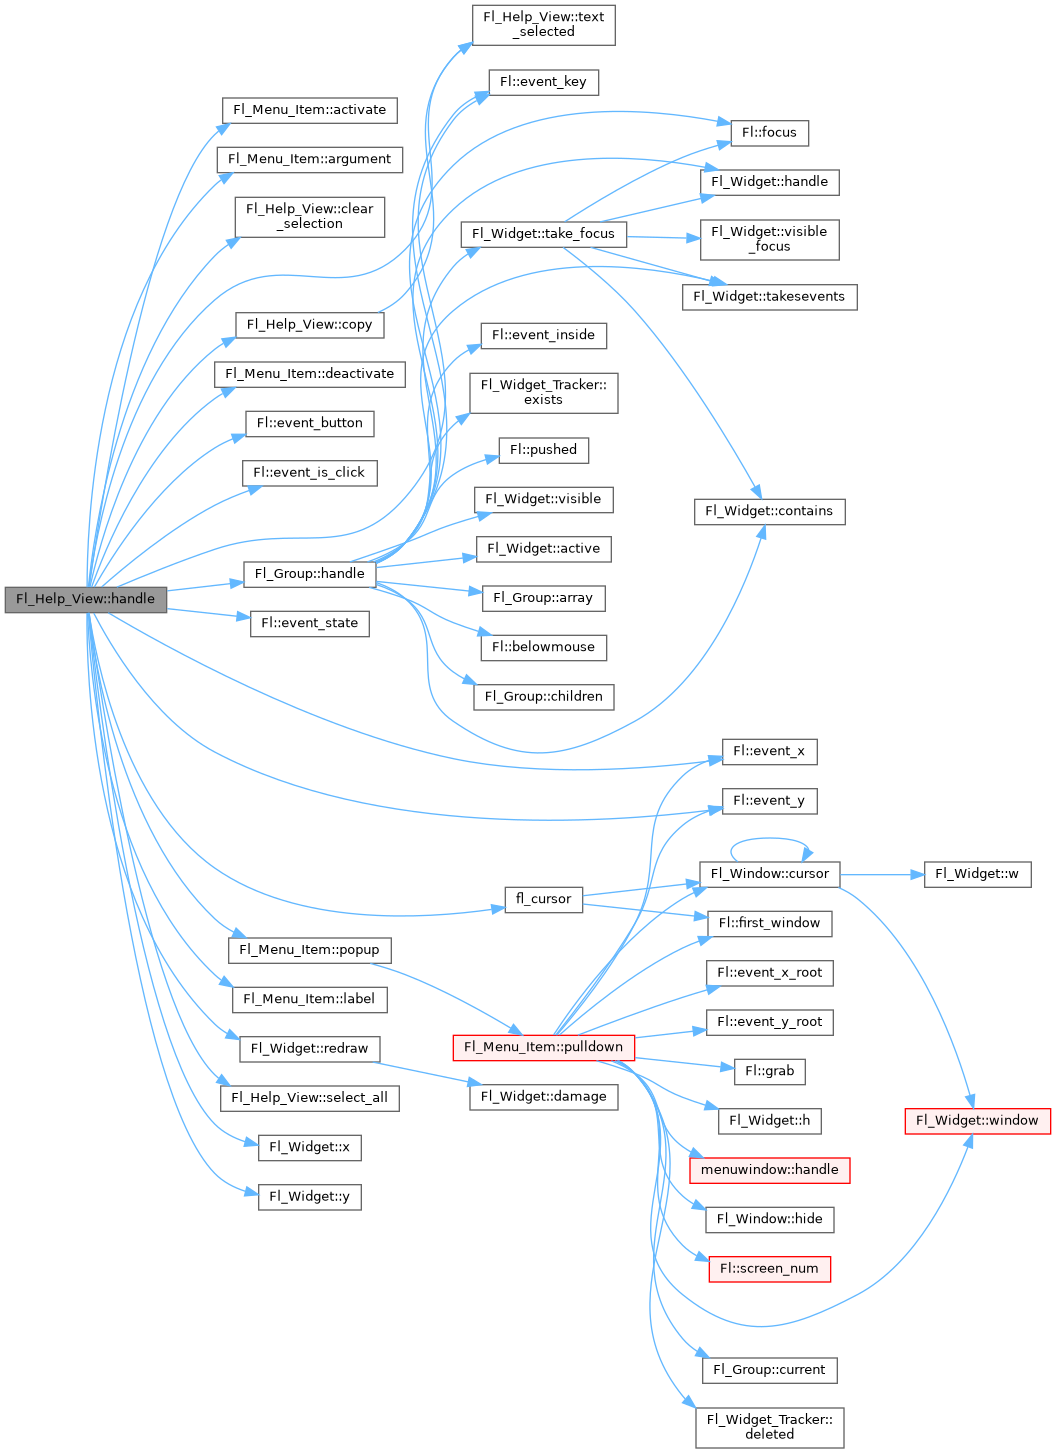 Fl_Help_View::text
_selected
Fl::event_key
Fl_Menu_Item::activate
Fl::focus
Fl_Menu_Item::argument
Fl_Widget::handle
Fl_Help_View::clear
_selection
Fl_Widget::take_focus
Fl_Widget::visible
_focus
Fl_Widget::takesevents
Fl_Help_View::copy
Fl::event_inside
Fl_Menu_Item::deactivate
Fl_Widget_Tracker::
exists
Fl::event_button
Fl::pushed
Fl::event_is_click
Fl_Widget::visible
Fl_Widget::contains
Fl_Widget::active
Fl_Group::handle
Fl_Help_View::handle
Fl_Group::array
Fl::event_state
Fl::belowmouse
Fl_Group::children
Fl::event_x
Fl::event_y
Fl_Window::cursor
Fl_Widget::w
fl_cursor
Fl::first_window
Fl_Menu_Item::popup
Fl::event_x_root
Fl_Menu_Item::label
Fl::event_y_root
Fl_Widget::redraw
Fl_Menu_Item::pulldown
Fl::grab
Fl_Help_View::select_all
Fl_Widget::damage
Fl_Widget::h
Fl_Widget::window
Fl_Widget::x
menuwindow::handle
Fl_Widget::y
Fl_Window::hide
Fl::screen_num
Fl_Group::current
Fl_Widget_Tracker::
deleted